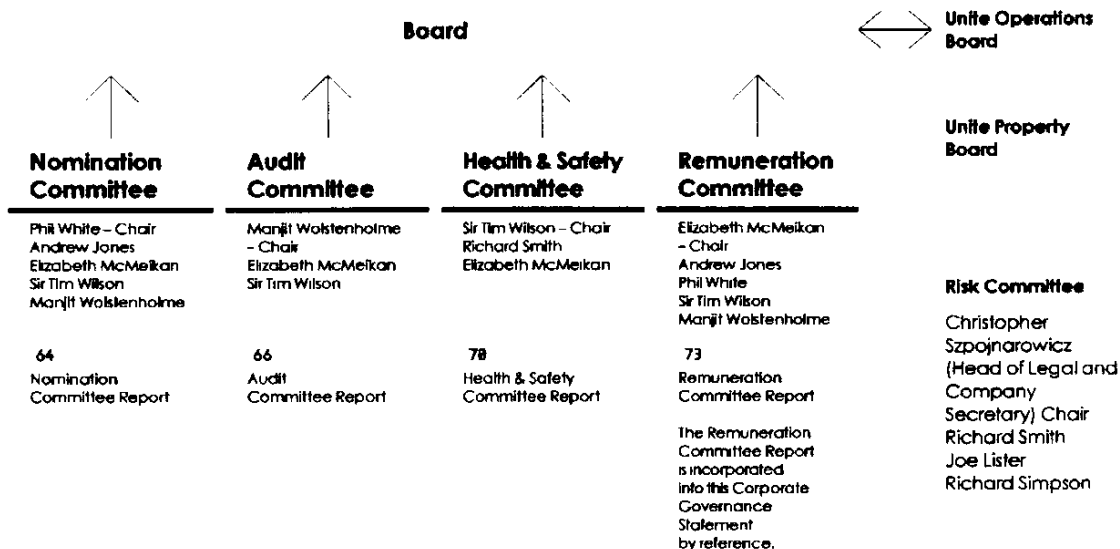 Board
Unite Operations
Board
Unite Property
Board
Nomination
Committee
Phil White – Chair
Andrew Jones
Elizabeth McMeikan
Sir Tim Wilson
Manjit Wolstenholme
64
Nomination
Committee Report
Audit
Committee
Manjit Wolstenholme
– Chair
Elizabeth McMeikan
Sir Tim Wilson
66
Audit
Committee Report
Health & Safety
Committee
Sir Tim Wilson – Chair
Richard Smith
Elizabeth McMeikan
70
Health & Safety
Committee Report
Remuneration
Committee
Elizabeth McMeikan
– Chair
Andrew Jones
Phil White
Sir Tim Wilson
Manjit Wolstenholme
73
Remuneration
Committee Report
The Remuneration
Committee Report
is incorporated
into this Corporate
Governance
Statement
by reference.
Risk Committee
Christopher
Szpojnarowicz
(Head of Legal and
Company
Secretary) Chair
Richard Smith
Joe Lister
Richard Simpson